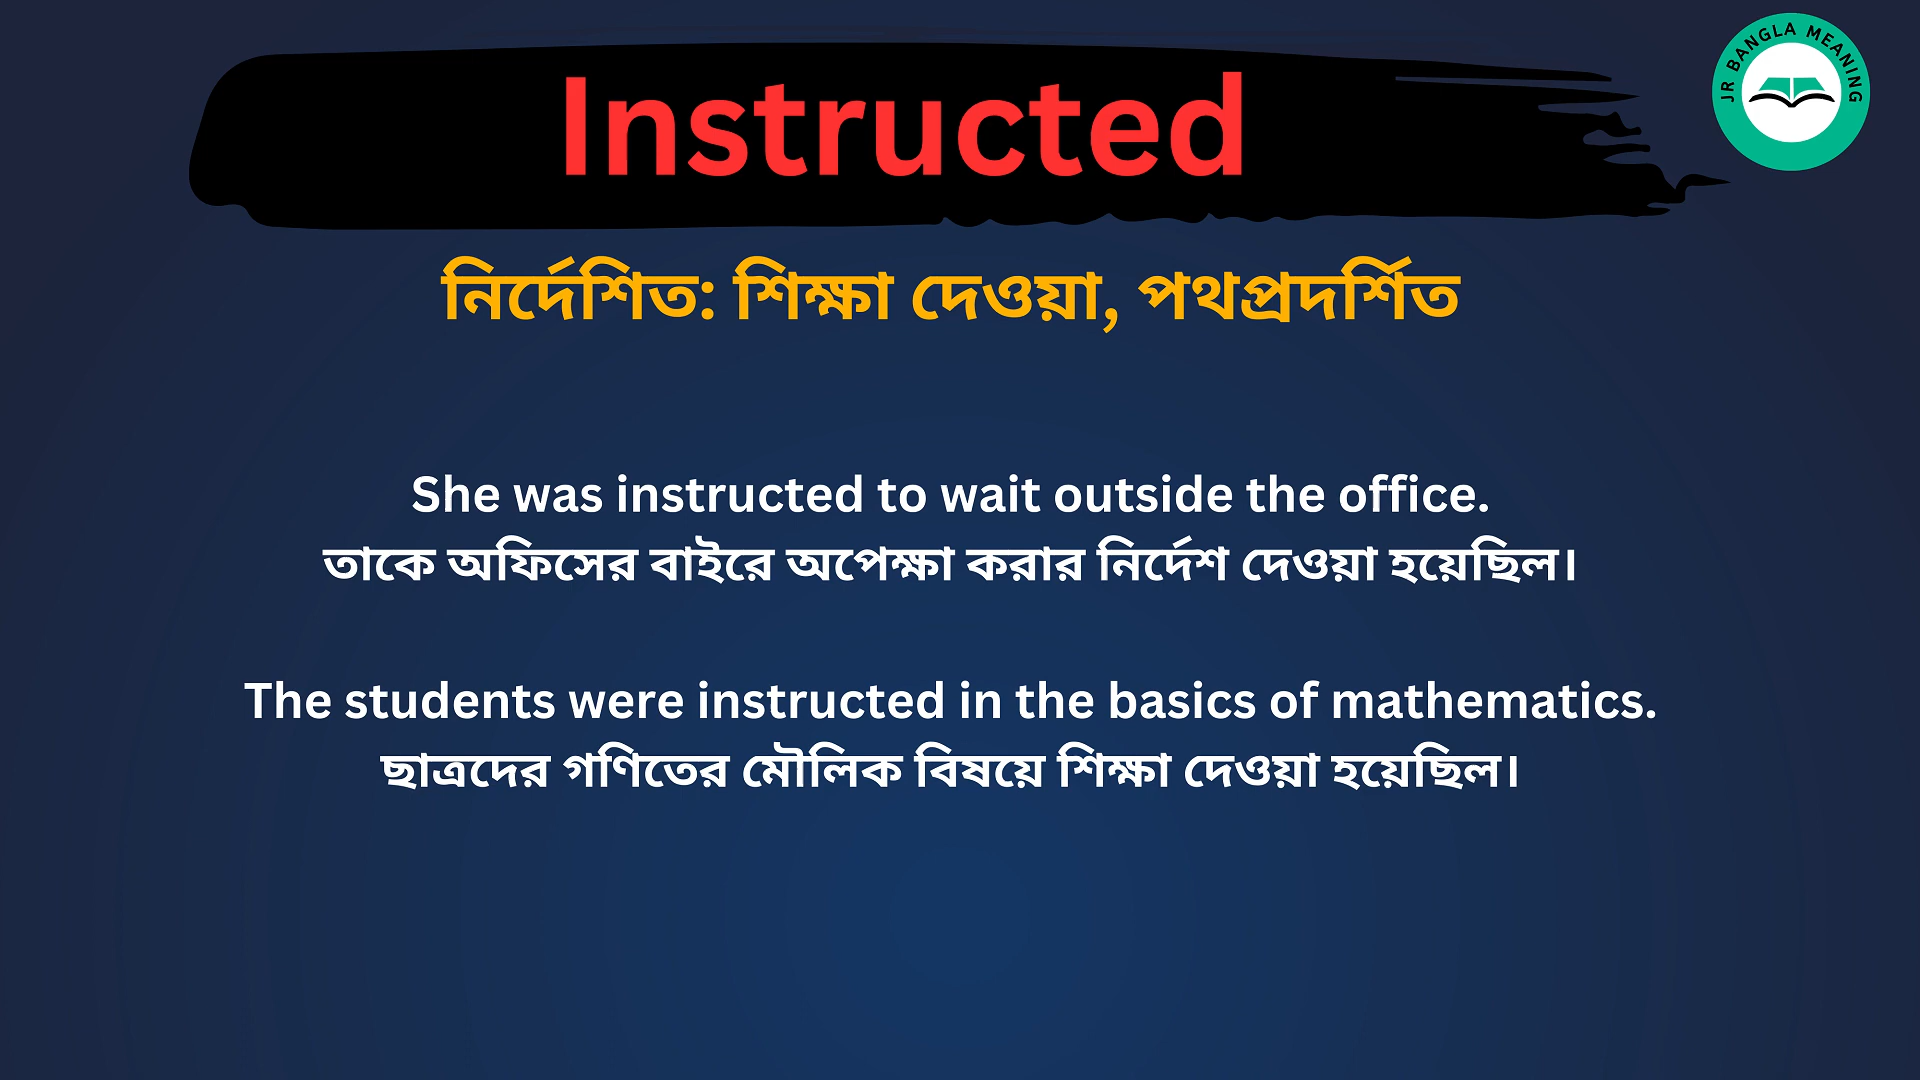 JR BANGLA MEANING
Instructed
নির্দেশিত: শিক্ষা দেওয়া, পথপ্রদর্শিত
She was instructed to wait outside the office.
তাকে অফিসের বাইরে অপেক্ষা করার নির্দেশ দেওয়া হয়েছিল।
The students were instructed in the basics of mathematics.
ছাত্রদের গণিতের মৌলিক বিষয়ে শিক্ষা দেওয়া হয়েছিল।